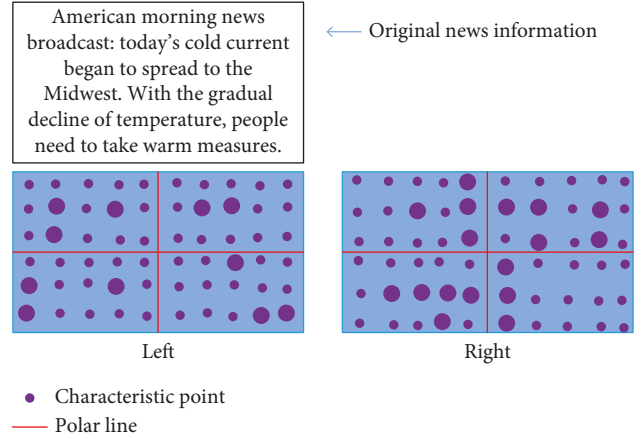 American morning news
broadcast: today's cold current
began to spread to the
Midwest. With the gradual
decline of temperature, people
need to take warm measures.
Original news information
Left
Right
Characteristic point
Polar line